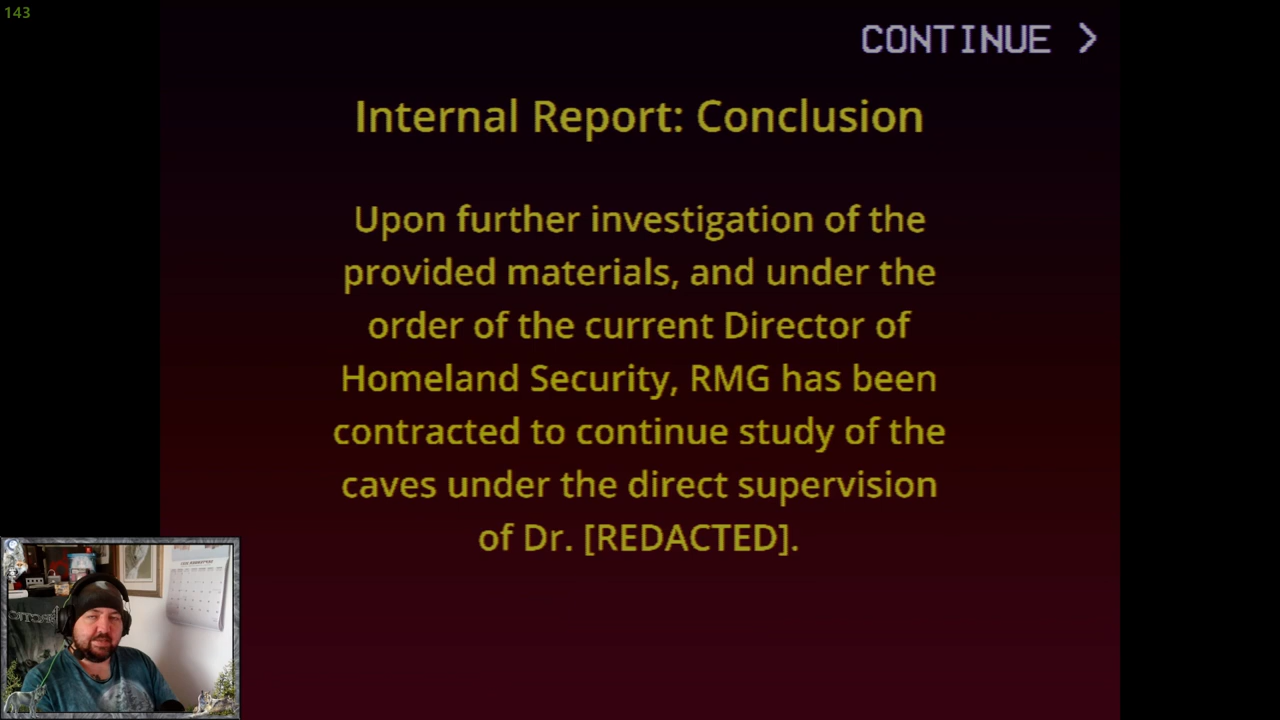 143
CONTINUE >
Internal Report: Conclusion
Upon further investigation of the
provided materials, and under the
order of the current Director of
Homeland Security, RMG has been
contracted to continue study of the
caves under the direct supervision
of Dr. [REDACTED].